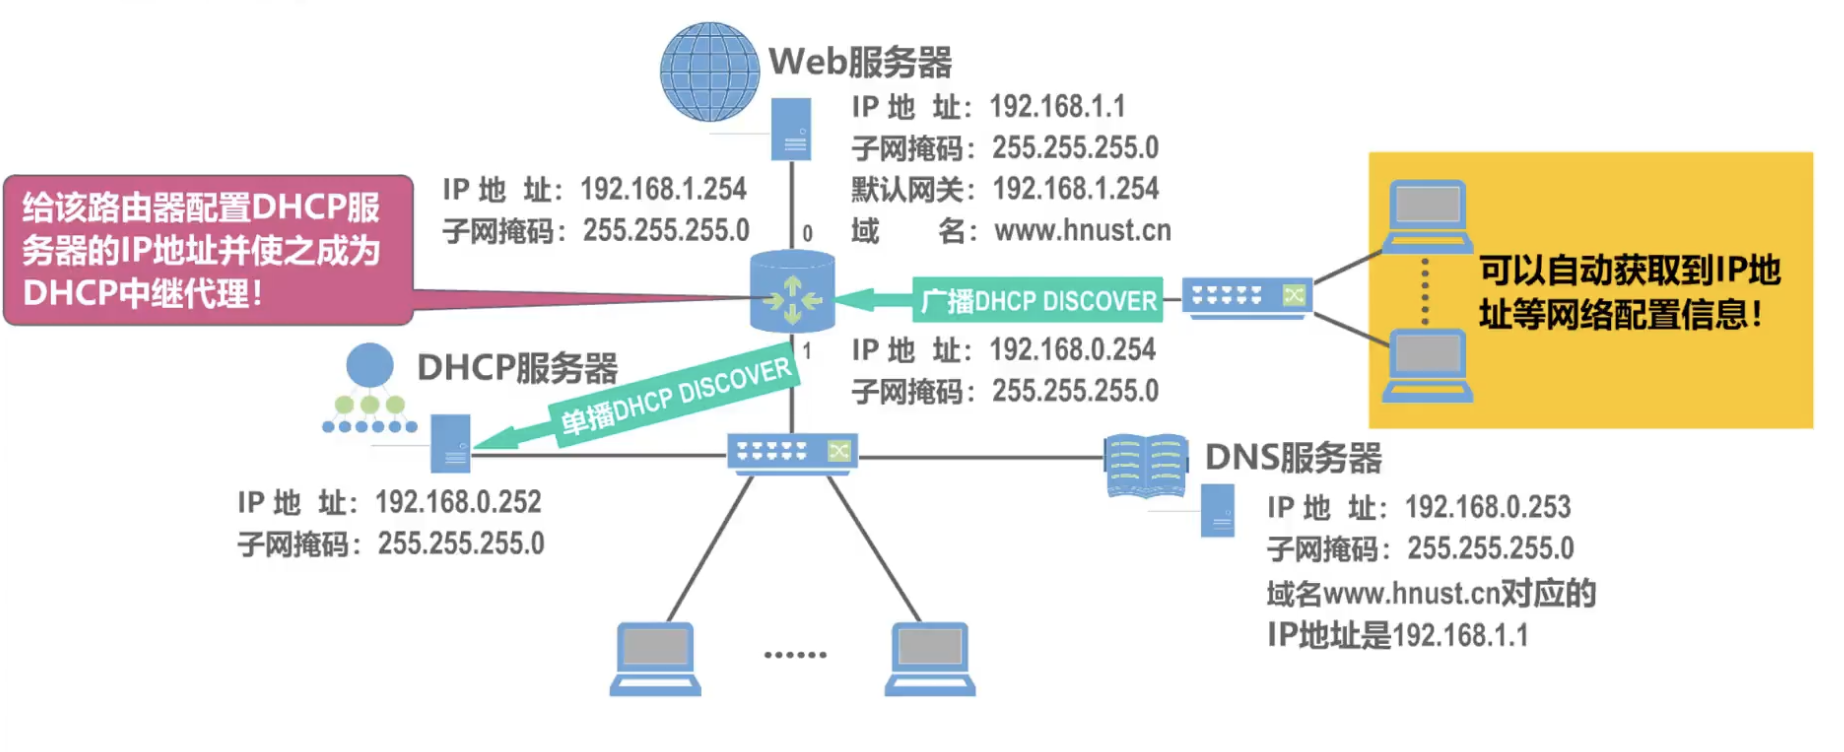 Web服务器
IP 地 址：192.168.1.1
子网掩码：255.255.255.0
默认网关：192.168.1.254
域 名：www.hnust.cn
IP 地 址：192.168.1.254
子网掩码：255.255.255.0
0
给该路由器配置DHCP服
务器的IP地址并使之成为
DHCP中继代理！
广播DHCP DISCOVER
可以自动获取到IP地
址等网络配置信息！
1
IP 地 址：192.168.0.254
子网掩码：255.255.255.0
DHCP服务器
单播DHCP DISCOVER
IP 地 址：192.168.0.252
子网掩码：255.255.255.0
DNS服务器
IP 地 址：192.168.0.253
子网掩码：255.255.255.0
域名www.hnust.cn对应的
IP地址是192.168.1.1